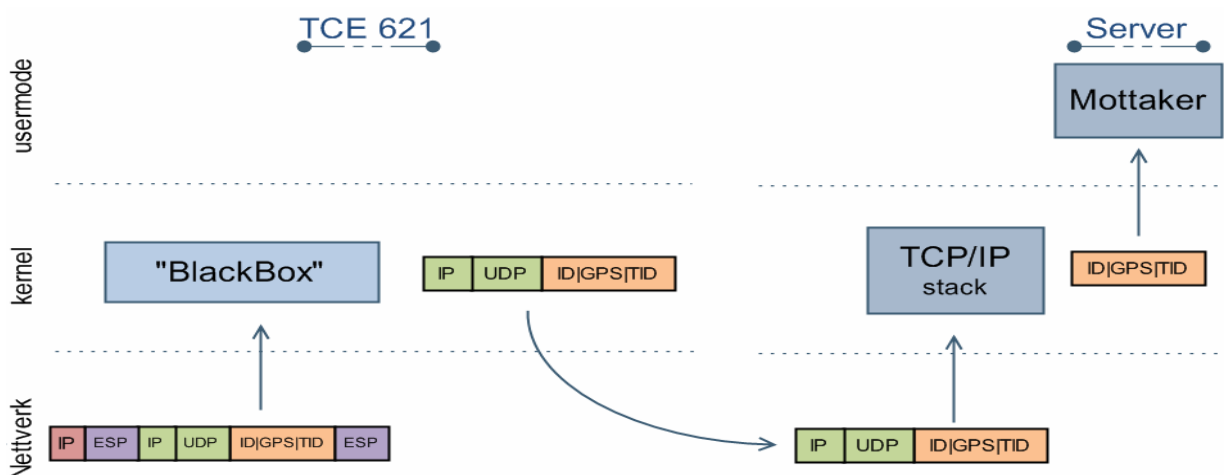 TCE 621
Server
usermode
Mottaker
kernel
"BlackBox"
IP UDP ID|GPS|TID
TCP/IP
stack
ID|GPS|TID
Nettverk
IP ESP IP UDP ID|GPS|TID ESP
IP UDP ID|GPS|TID